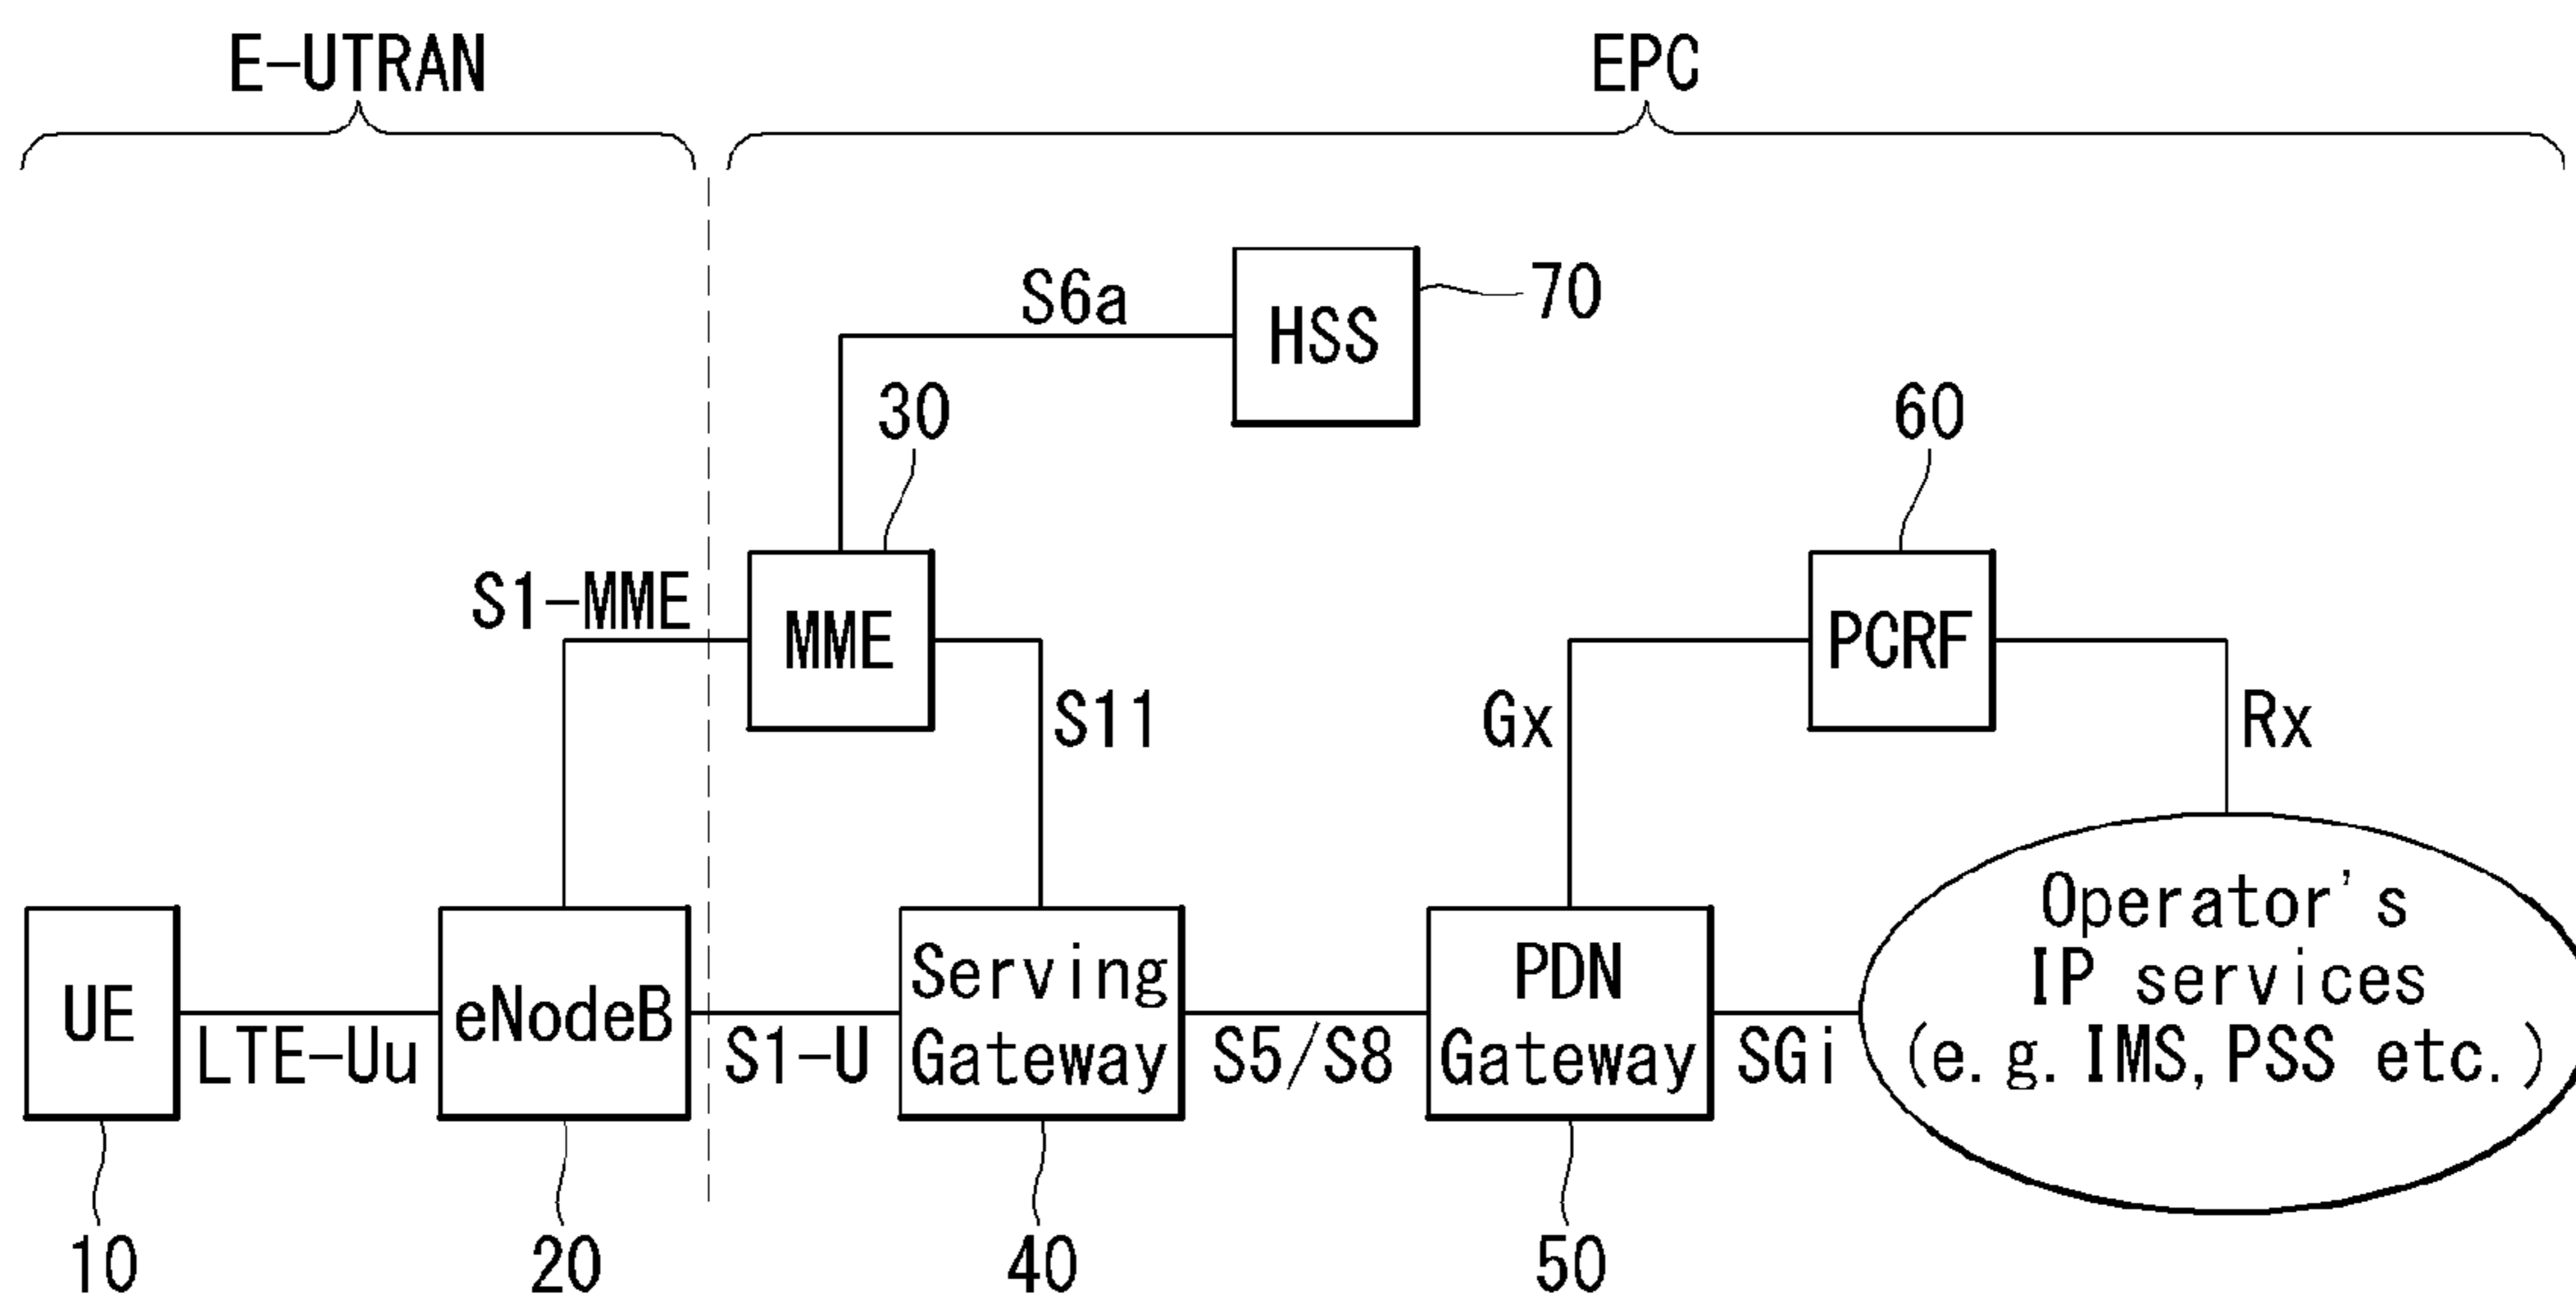 E-UTRAN
EPC
S6a
HSS
70
30
60
S1-MME
MME
S11
Gx
PCRF
Rx
UE
LTE-Uu
eNodeB
S1-U
Serving
Gateway
S5/S8
PDN
Gateway
SGi
Operator's
IP services
(e.g. IMS, PSS etc.)
10
20
40
50